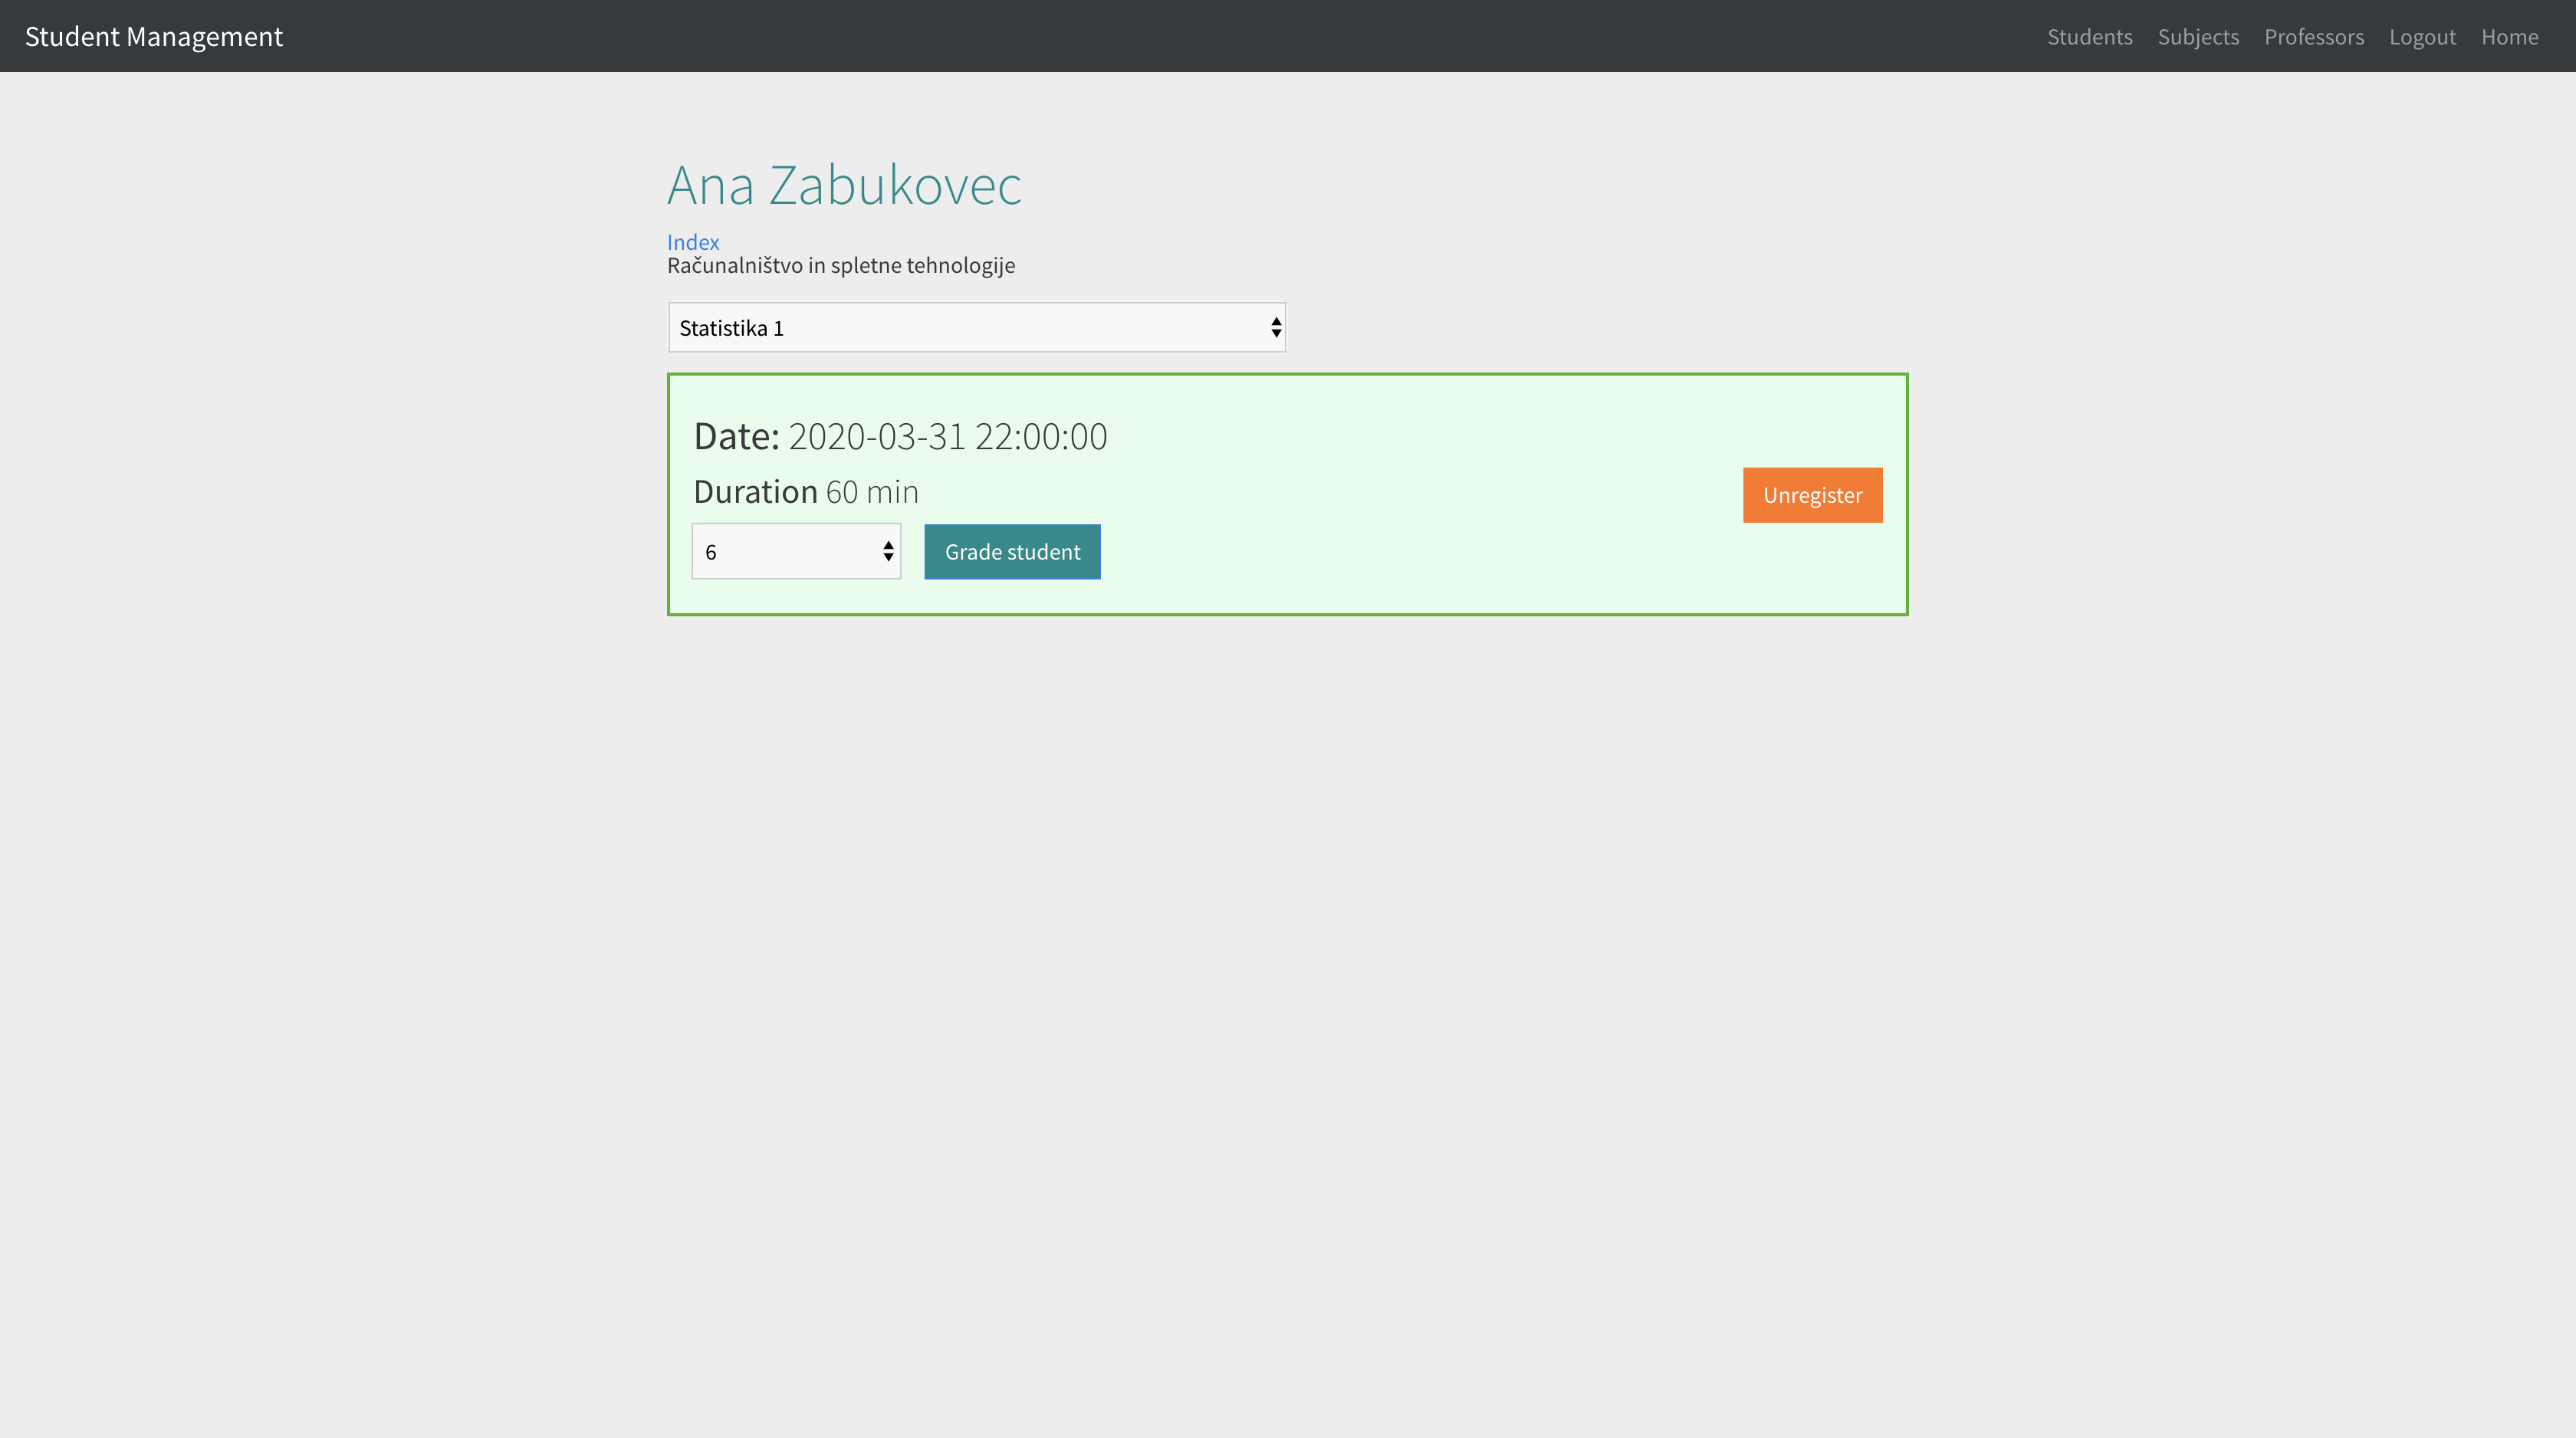 Student Management Students Subjects Professors Logout Home
Ana Zabukovec
Index
Računalništvo in spletne tehnologije
Statistika 1
Date: 2020-03-31 22:00:00
Duration 60 min
Unregister
6 Grade student